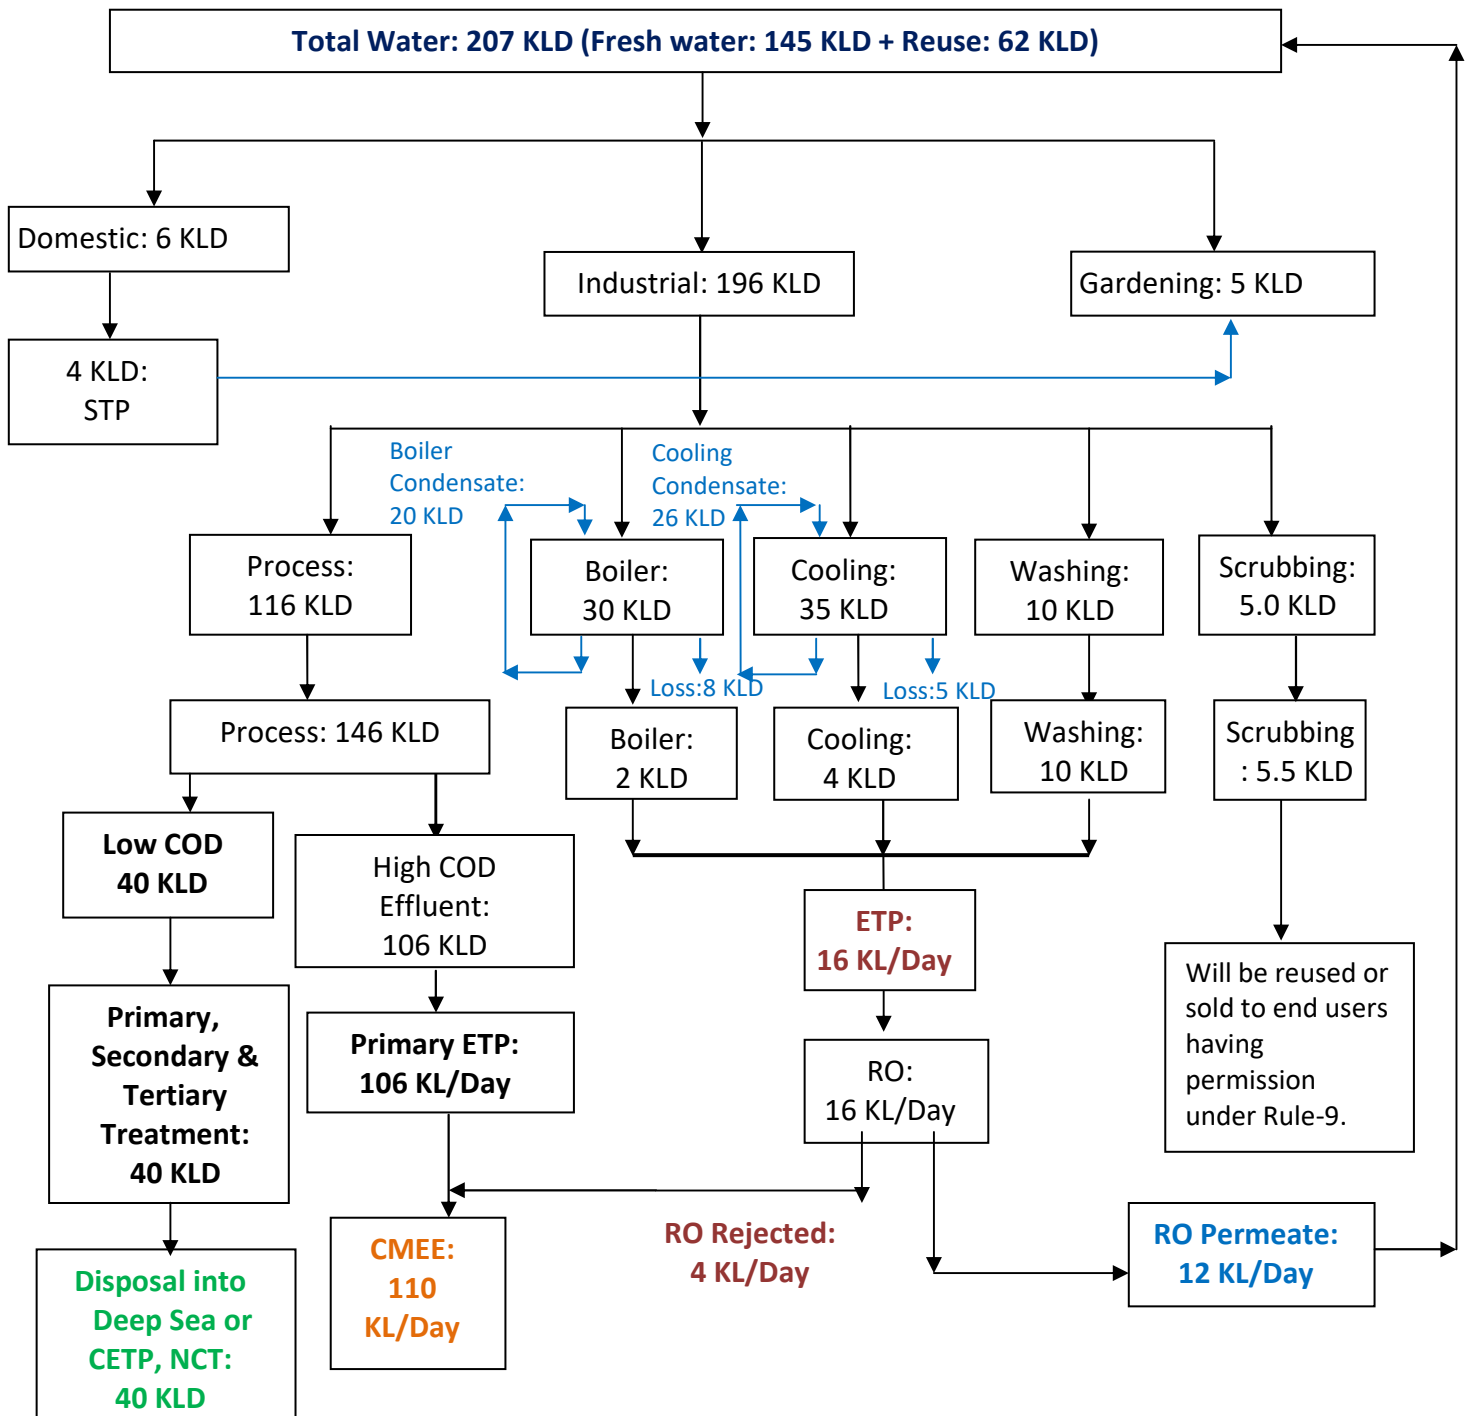 Total Water: 207 KLD (Fresh water: 145 KLD + Reuse: 62 KLD)
Domestic: 6 KLD
Industrial: 196 KLD
Gardening: 5 KLD
4 KLD:
STP
Boiler
Condensate:
20 KLD
Cooling
Condensate:
26 KLD
Process:
116 KLD
Boiler:
30 KLD
Cooling:
35 KLD
Washing:
10 KLD
Scrubbing:
5.0 KLD
Loss:8 KLD
Loss:5 KLD
Process: 146 KLD
Boiler:
2 KLD
Cooling:
4 KLD
Washing:
10 KLD
Scrubbing
: 5.5 KLD
Low COD
40 KLD
High COD
Effluent:
106 KLD
ETP:
16 KL/Day
Will be reused or
sold to end users
having
permission
under Rule-9.
Primary,
Secondary &
Tertiary
Treatment:
40 KLD
Primary ETP:
106 KL/Day
RO:
16 KL/Day
CMEE:
110
KL/Day
RO Rejected:
4 KL/Day
RO Permeate:
12 KL/Day
Disposal into
Deep Sea or
CETP, NCT:
40 KLD